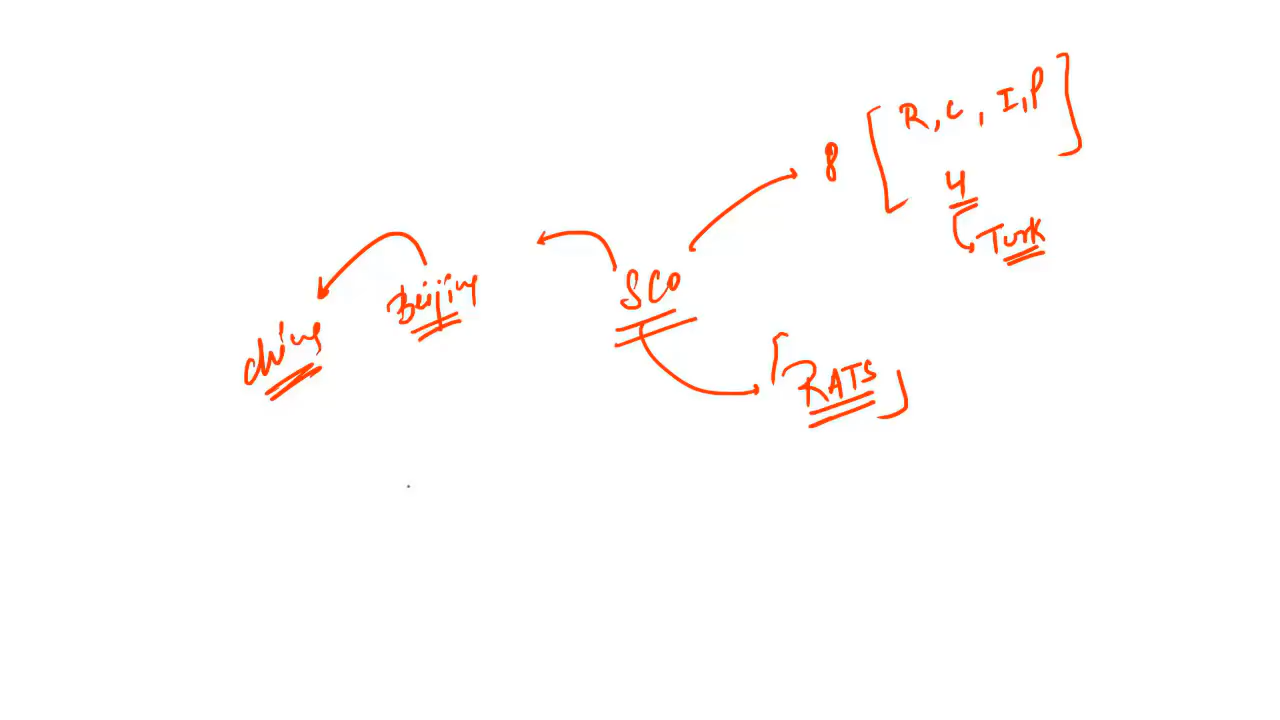 R, C, I, P
8
4
Turk
SCO
Beijing
China
RATS